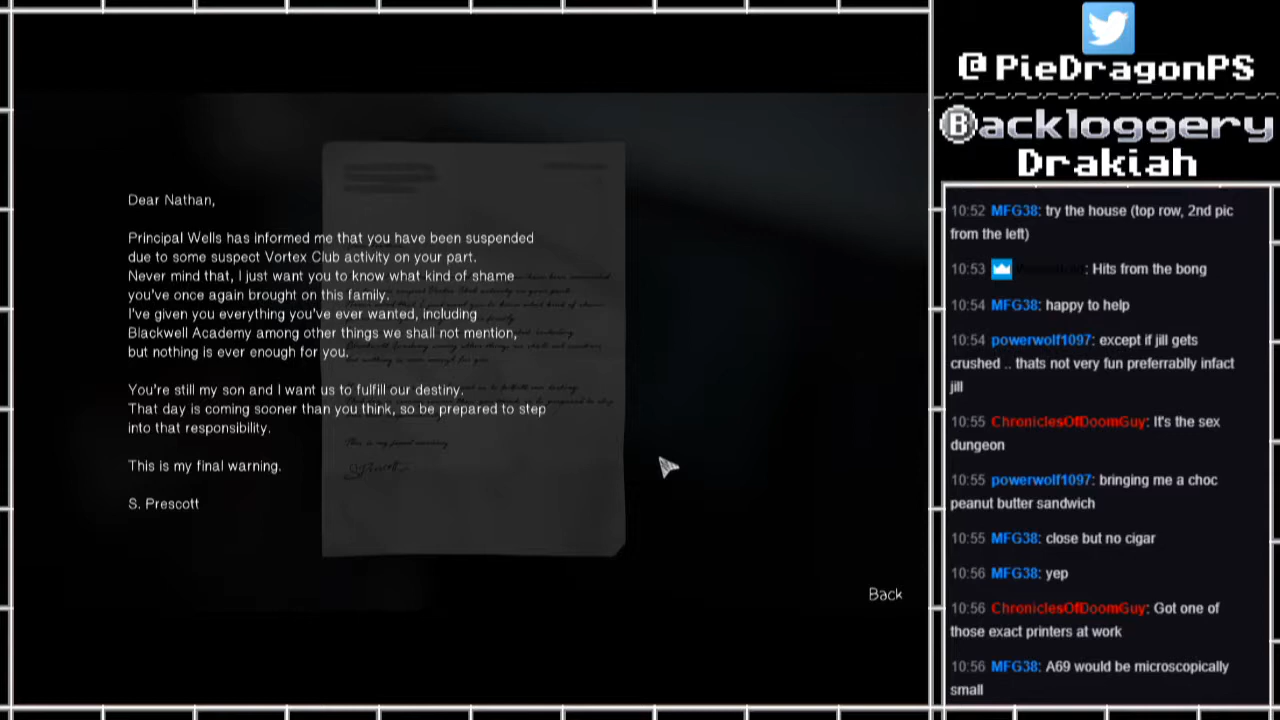 @PieDragonPS
Backloggery
Drakiah
Dear Nathan,
Principal Wells has informed me that you have been suspended
due to some suspect Vortex Club activity on your part.
Never mind that, I just want you to know what kind of shame
you've once again brought on this family.
I've given you everything you've ever wanted, including
Blackwell Academy among other things we shall not mention,
but nothing is ever enough for you.
You're still my son and I want us to fulfill our destiny.
That day is coming sooner than you think, so be prepared to step
into that responsibility.
This is my final warning.
S. Prescott
Back
10:52 MFG38: try the house (top row, 2nd pic
from the left)
10:53 : Hits from the bong
10:54 MFG38: happy to help
10:54 powerwolf1097: except if jill gets
crushed .. thats not very fun preferrablly infact
jill
10:55 ChroniclesOfDoomGuy: It's the sex
dungeon
10:55 powerwolf1097: bringing me a choc
peanut butter sandwich
10:55 MFG38: close but no cigar
10:56 MFG38: yep
10:56 ChroniclesOfDoomGuy: Got one of
those exact printers at work
10:56 MFG38: A69 would be microscopically
small